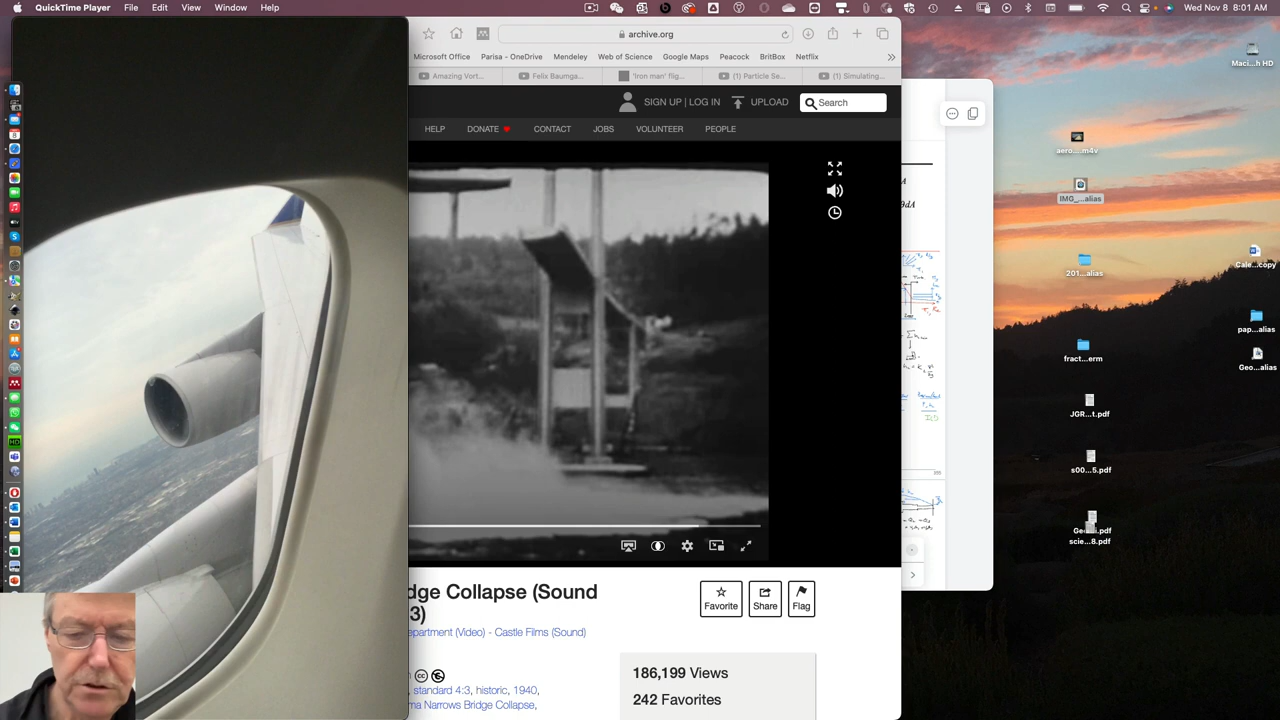 QuickTime Player File Edit View Window Help
Wed Nov 8 8:01 AM
archive.org
Microsoft Office Parisa - OneDrive Mendeley Web of Science Google Maps Peacock BritBox Netflix
Amazing Vort... Felix Baumga... 'Iron man' flig... (1) Particle Se... (1) Simulating...
SIGN UP | LOG IN UPLOAD Search
HELP DONATE CONTACT JOBS VOLUNTEER PEOPLE
dge Collapse (Sound
3)
epartment (Video) - Castle Films (Sound)
, standard 4:3, historic, 1940,
ma Narrows Bridge Collapse,
Favorite Share Flag
186,199 Views
242 Favorites
Maci...h HD
aero....m4v
IMG_...alias
201...alias
Cale...copy
pap...alias
fract...erm
Geo...alias
JGR...t.pdf
s00...5.pdf
scie...8.pdf